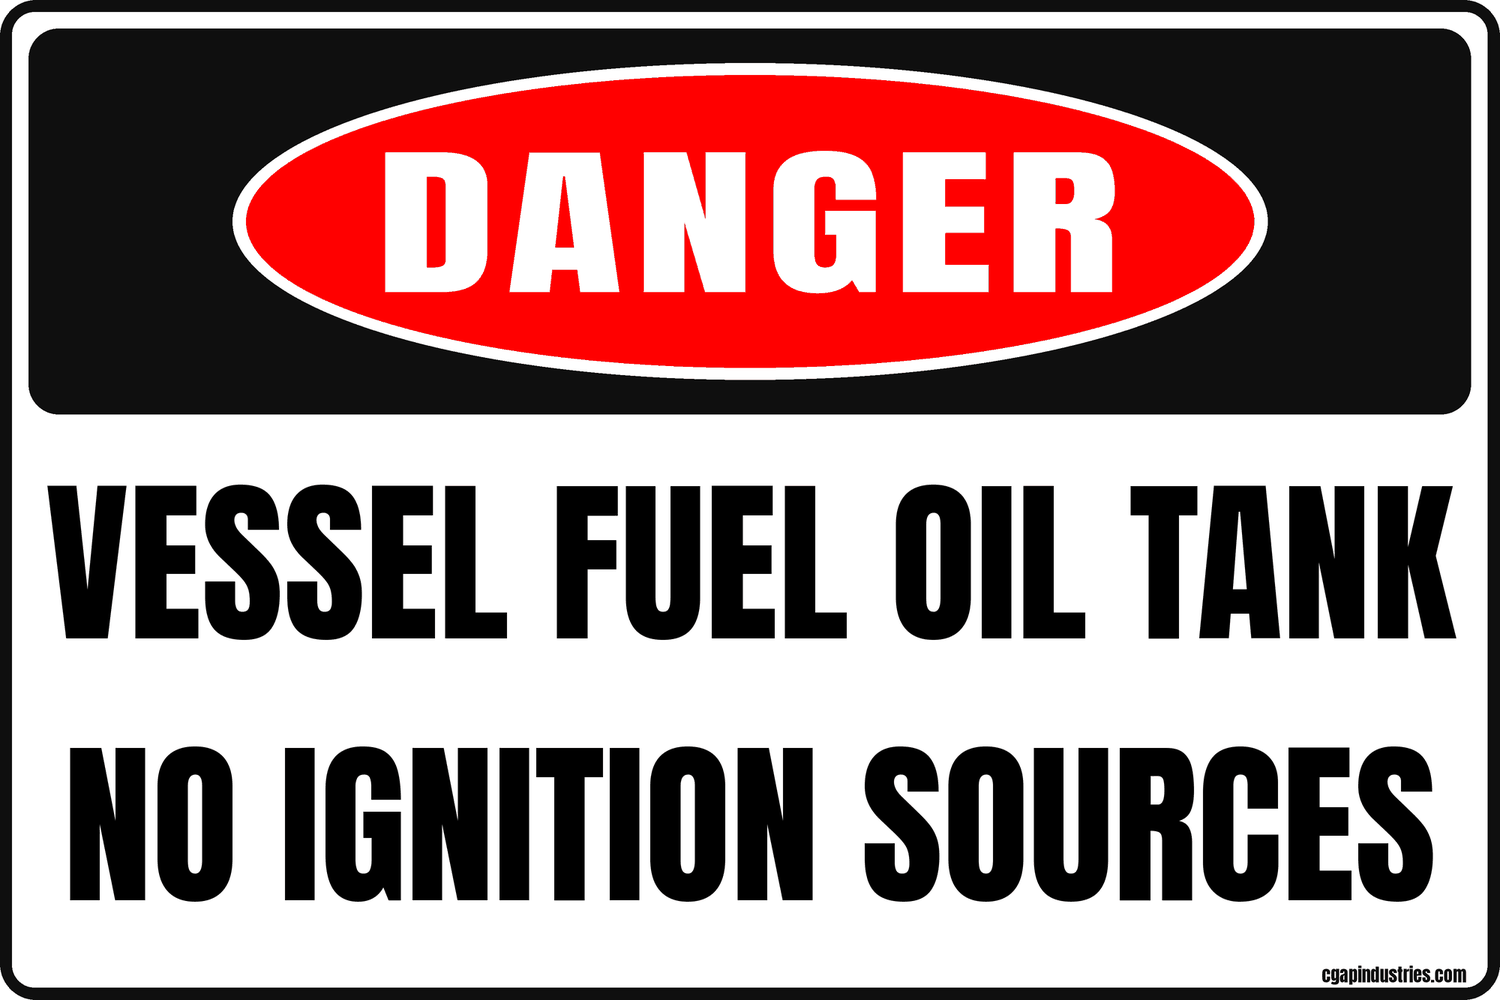 DANGER
VESSEL FUEL OIL TANK
NO IGNITION SOURCES
cgapindustries.com